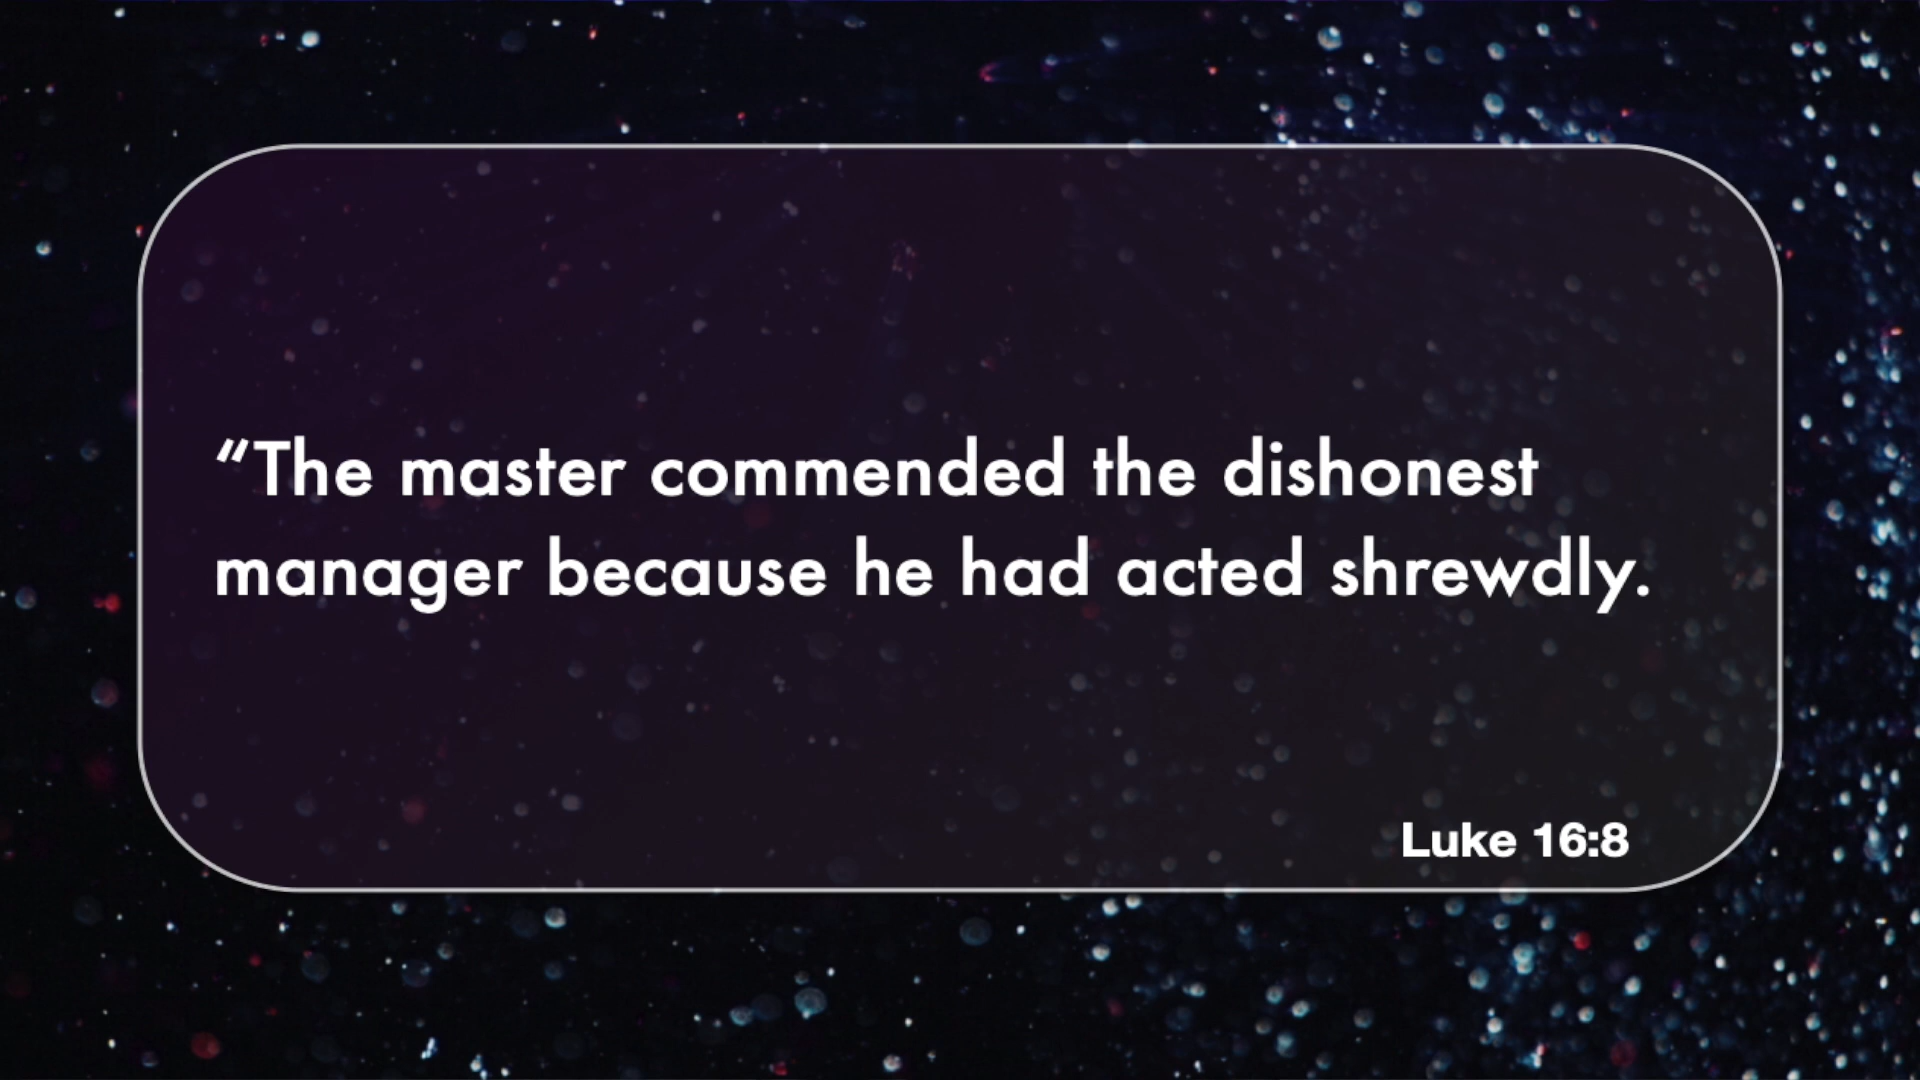 “The master commended the dishonest
manager because he had acted shrewdly.
Luke 16:8